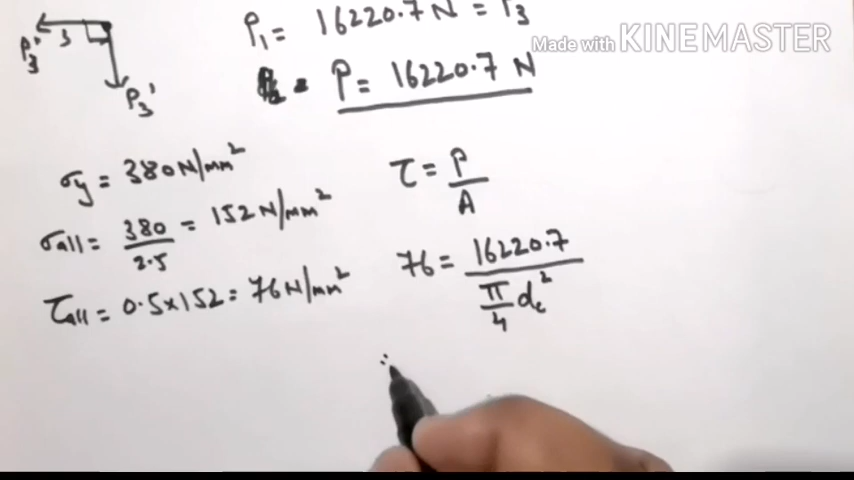 P₁ = 16220.7 N = P₃
Made with KINEMASTER
P = 16220.7 N
P₃'
3
P₃'
σy = 380 N/mm²
σall = 380/2.5 = 152 N/mm²
τall = 0.5×152 = 76 N/mm²
τ = P/A
76 = 16220.7 / π/4 dc²